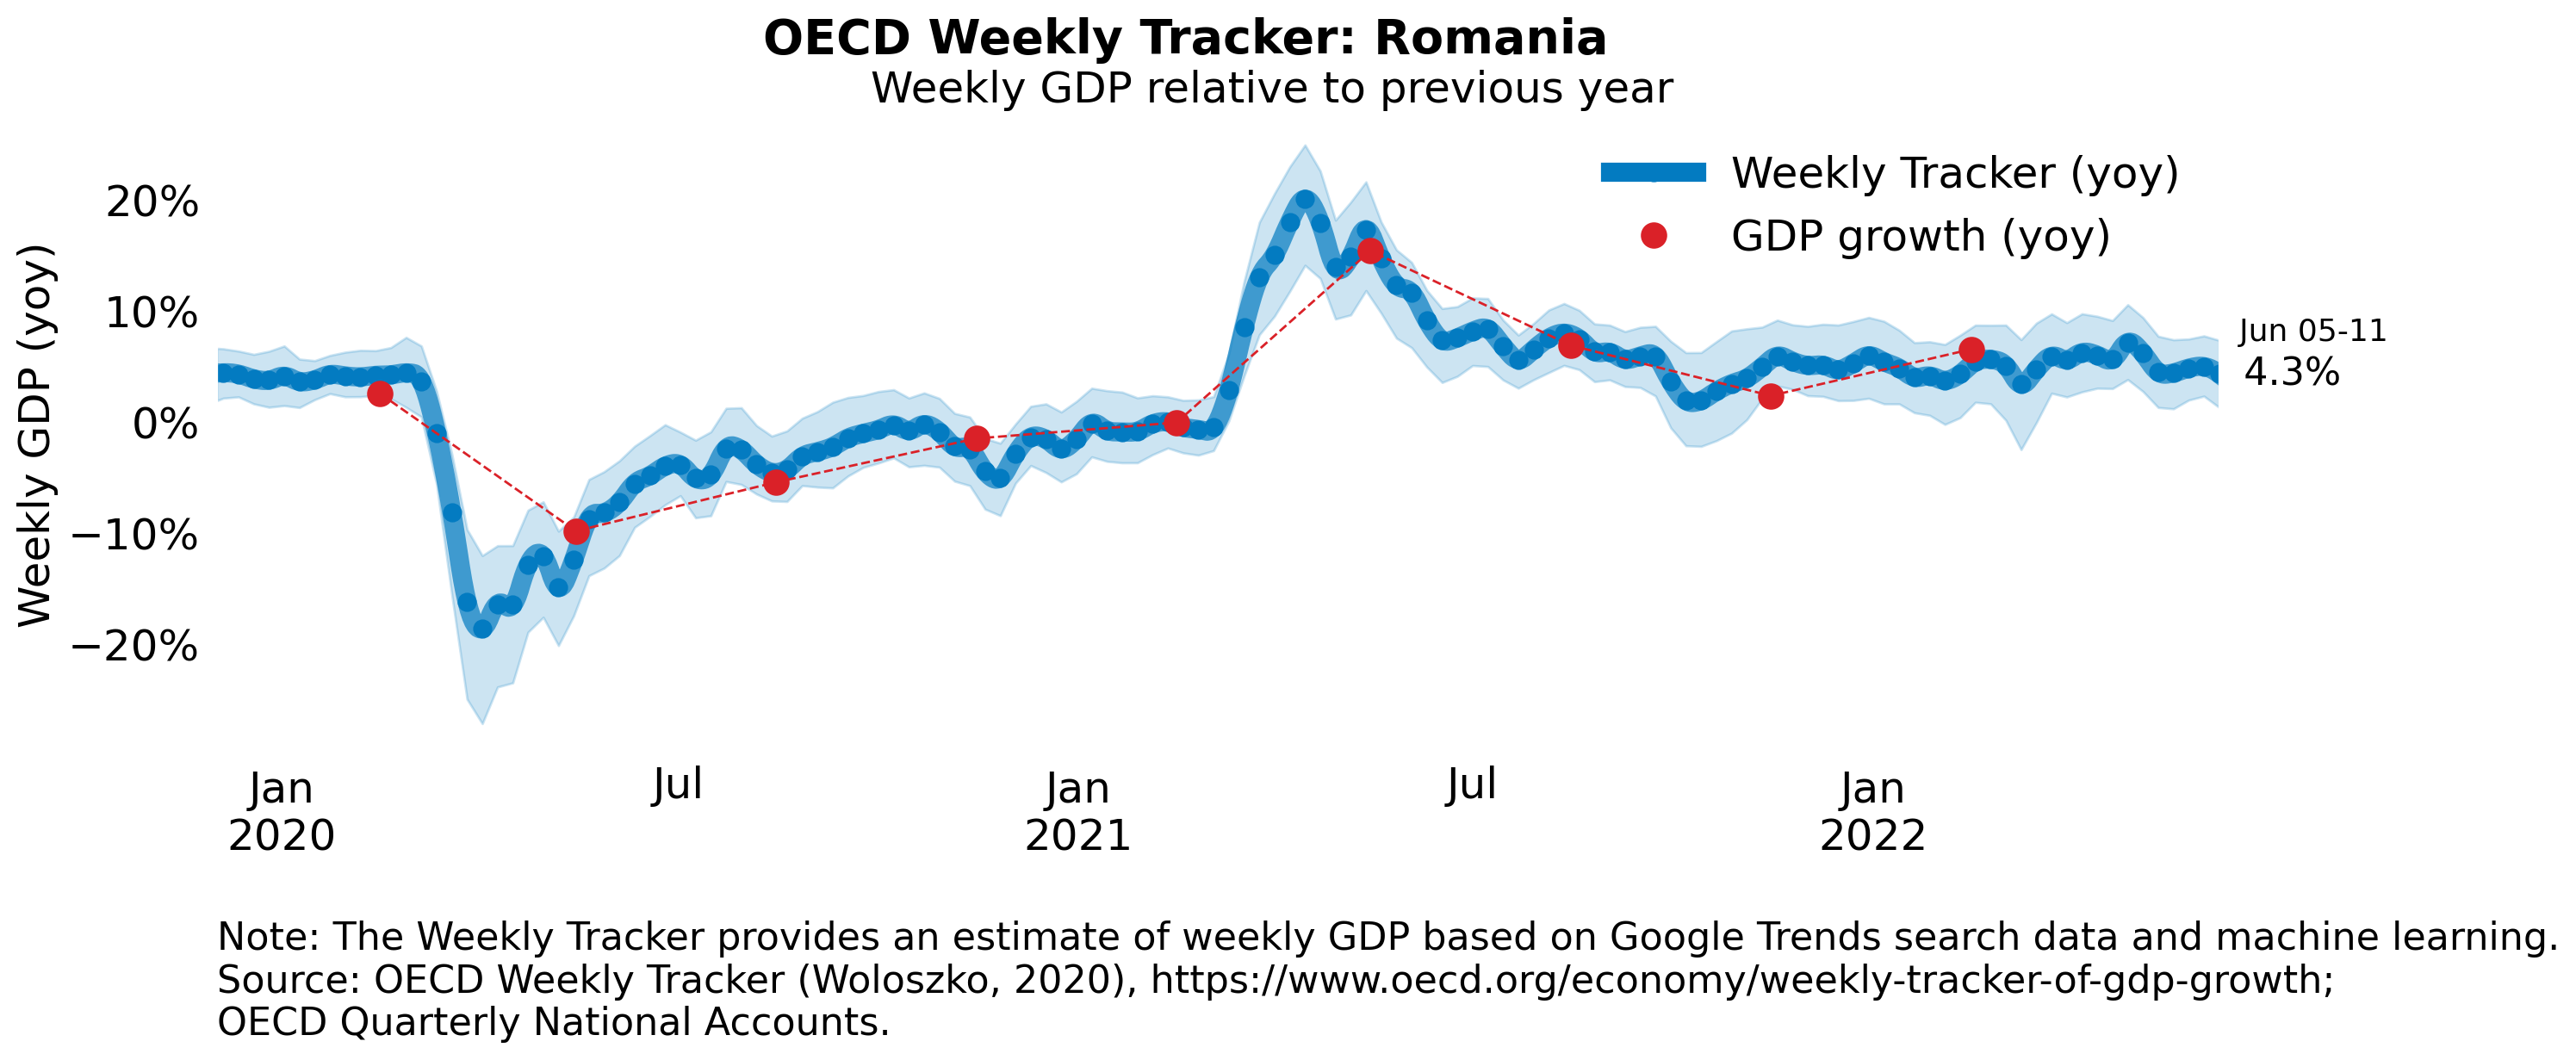 OECD Weekly Tracker: Romania
Weekly GDP relative to previous year
Weekly Tracker (yoy)
GDP growth (yoy)
Weekly GDP (yoy)
20%
10%
0%
−10%
−20%
Jun 05-11
4.3%
Jan
2020
Jul
Jan
2021
Jul
Jan
2022
Note: The Weekly Tracker provides an estimate of weekly GDP based on Google Trends search data and machine learning.
Source: OECD Weekly Tracker (Woloszko, 2020), https://www.oecd.org/economy/weekly-tracker-of-gdp-growth;
OECD Quarterly National Accounts.